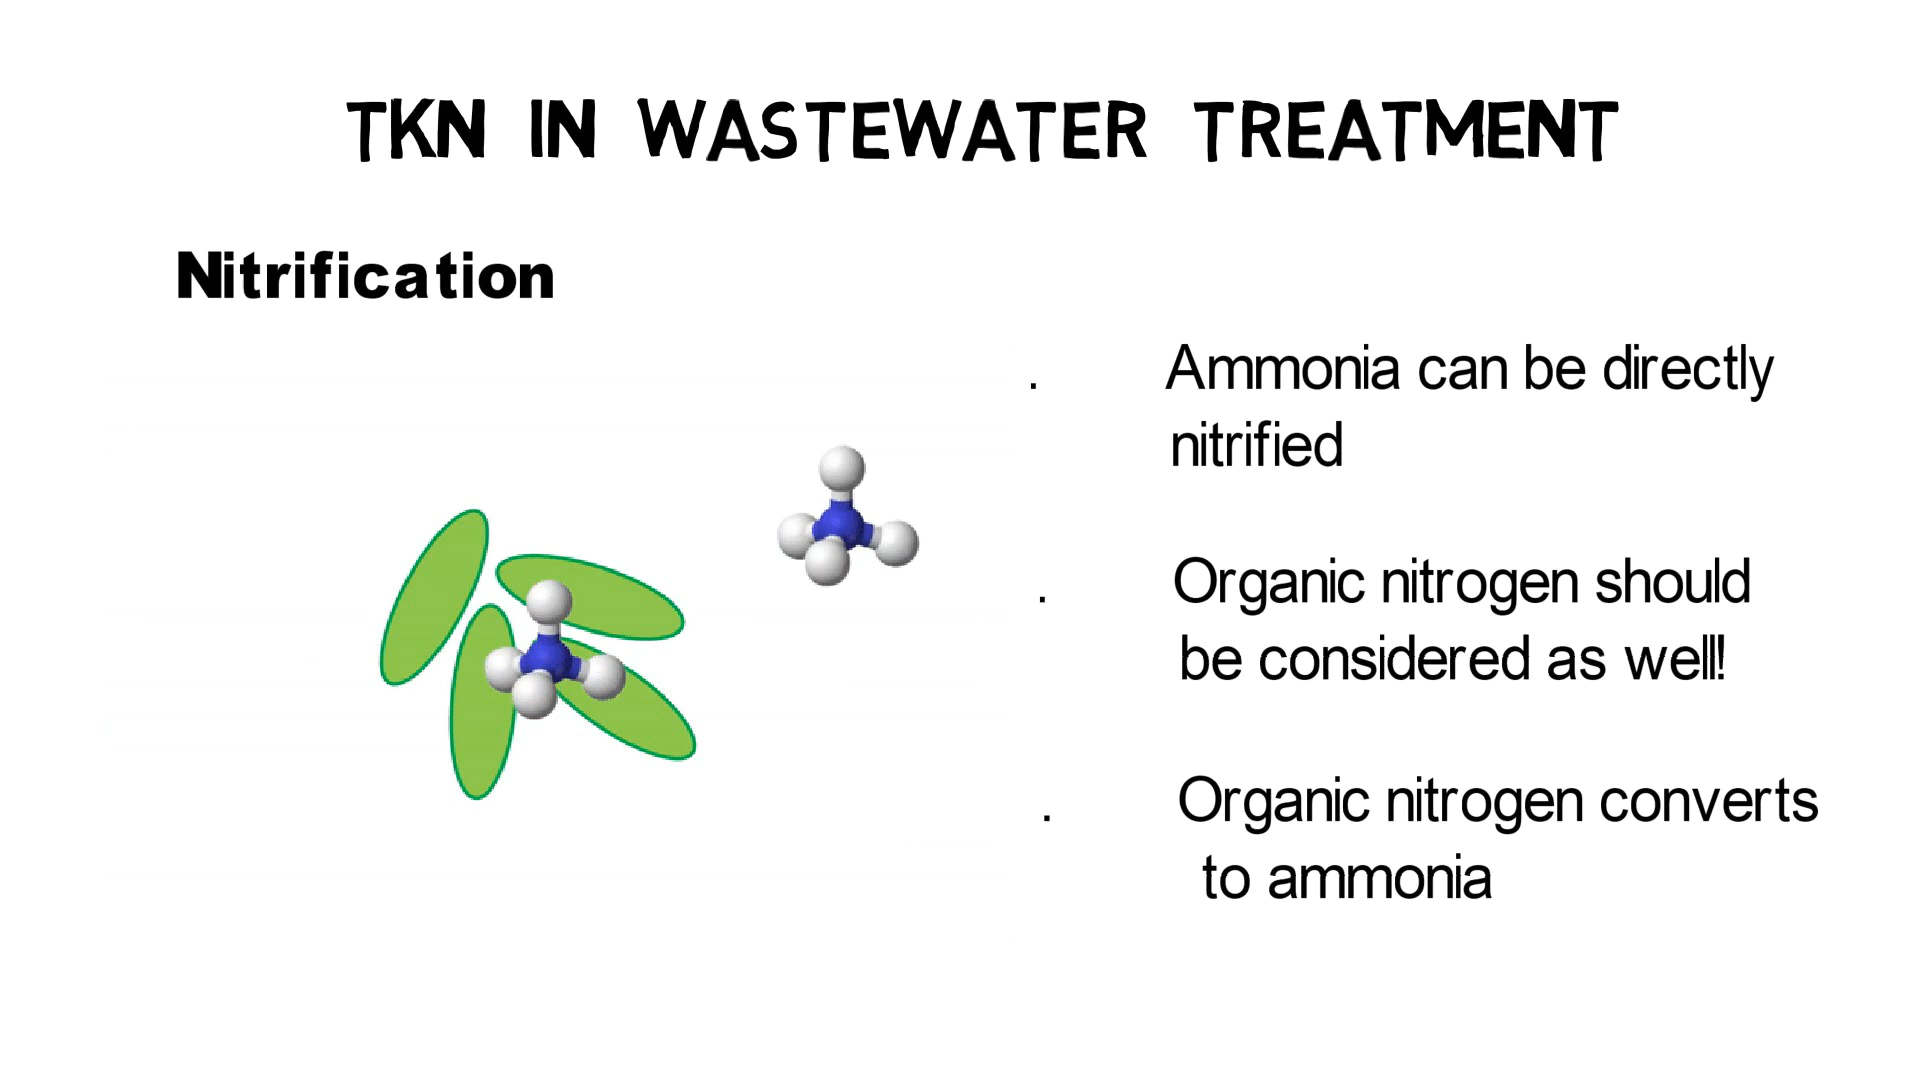 TKN IN WASTEWATER TREATMENT
Nitrification
. Ammonia can be directly
nitrified
. Organic nitrogen should
be considered as well!
. Organic nitrogen converts
to ammonia